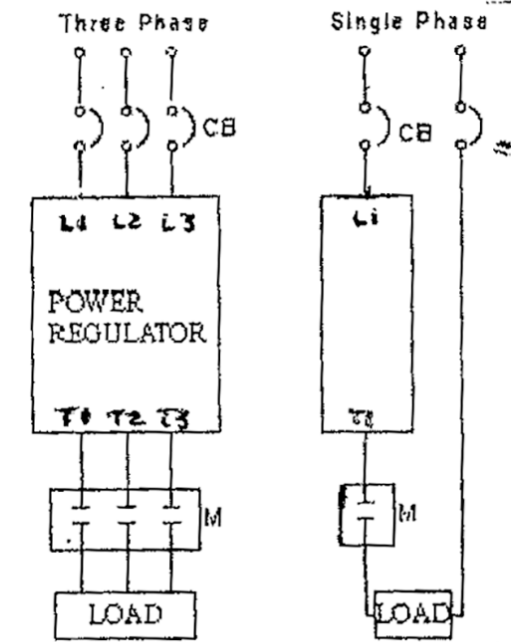 Three Phase
CB
L1 L2 L3
POWER
REGULATOR
T1 T2 T3
M
LOAD
Single Phase
CB
L1
T1
M
LOAD